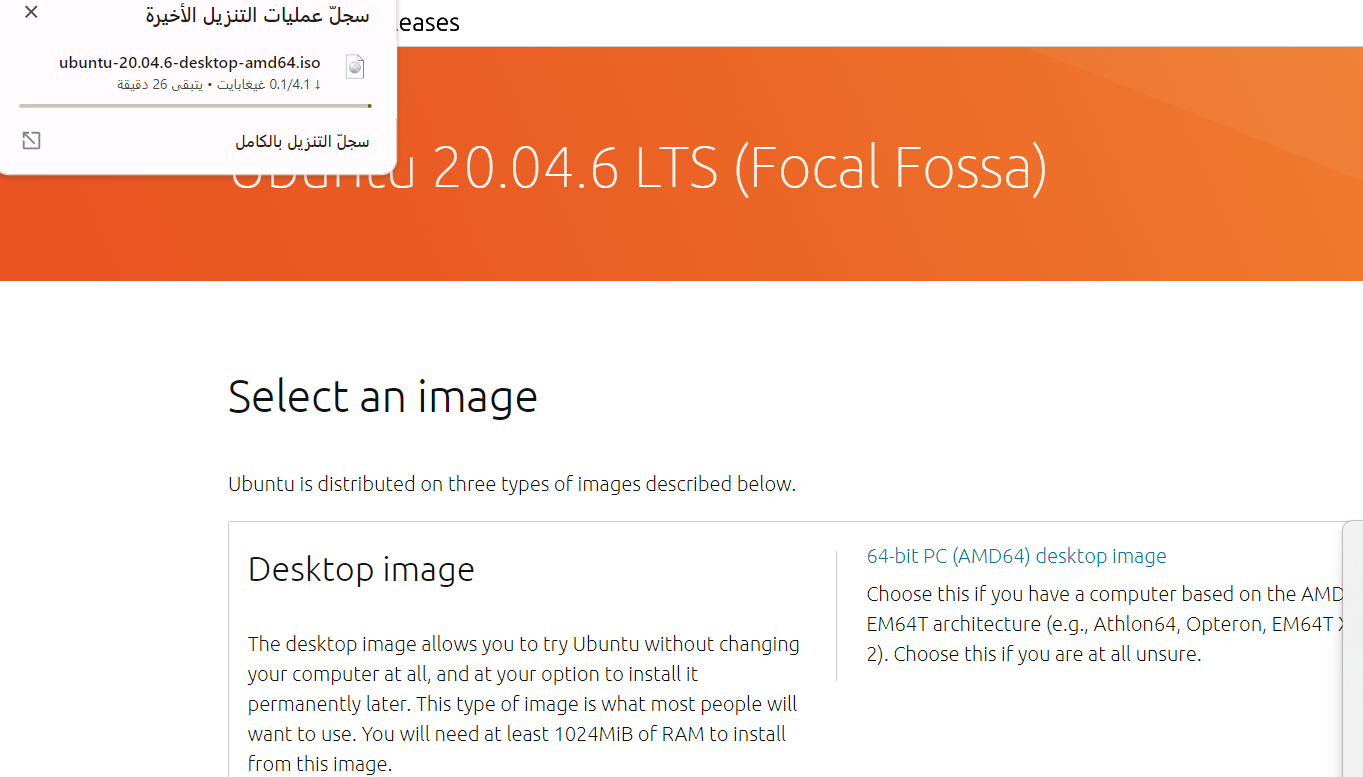 سجلّ عمليات التنزيل الأخيرة
ubuntu-20.04.6-desktop-amd64.iso
↓ 0.1/4.1 غيغابايت • يتبقى 26 دقيقة
سجلّ التنزيل بالكامل
leases
Ubuntu 20.04.6 LTS (Focal Fossa)
Select an image
Ubuntu is distributed on three types of images described below.
Desktop image
The desktop image allows you to try Ubuntu without changing
your computer at all, and at your option to install it
permanently later. This type of image is what most people will
want to use. You will need at least 1024MiB of RAM to install
from this image.
64-bit PC (AMD64) desktop image
Choose this if you have a computer based on the AMD
EM64T architecture (e.g., Athlon64, Opteron, EM64T
2). Choose this if you are at all unsure.